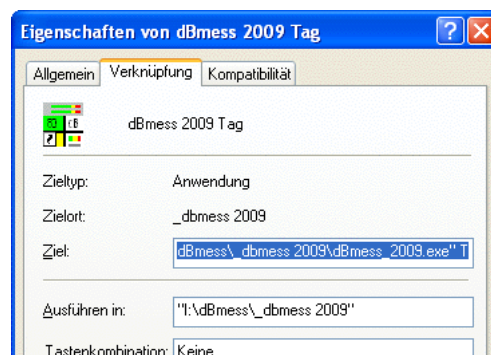 Eigenschaften von dBmess 2009 Tag
Allgemein Verknüpfung Kompatibilität
dBmess 2009 Tag
Zieltyp: Anwendung
Zielort: _dbmess 2009
Ziel: dBmess\_dbmess 2009\dBmess_2009.exe" T
Ausführen in: "I:\dBmess\_dbmess 2009"
Tastenkombination: Keine